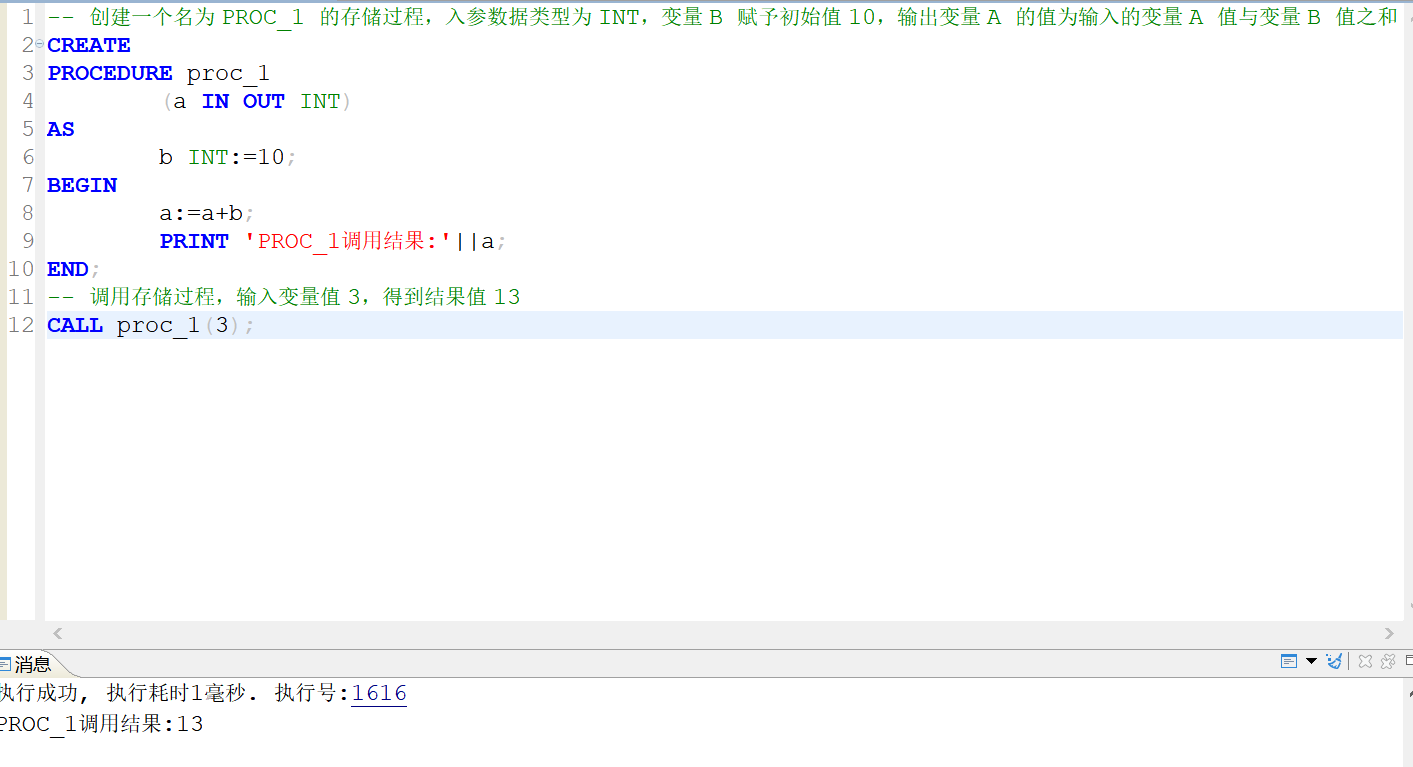 1 -- 创建一个名为 PROC_1 的存储过程，入参数据类型为 INT，变量 B 赋予初始值 10，输出变量 A 的值为输入的变量 A 值与变量 B 值之和
2 CREATE
3 PROCEDURE proc_1
4 (a IN OUT INT)
5 AS
6 b INT:=10;
7 BEGIN
8 a:=a+b;
9 PRINT 'PROC_1调用结果:'||a;
10 END;
11 -- 调用存储过程，输入变量值 3，得到结果值 13
12 CALL proc_1(3);
消息
执行成功, 执行耗时1毫秒. 执行号:1616
PROC_1调用结果:13